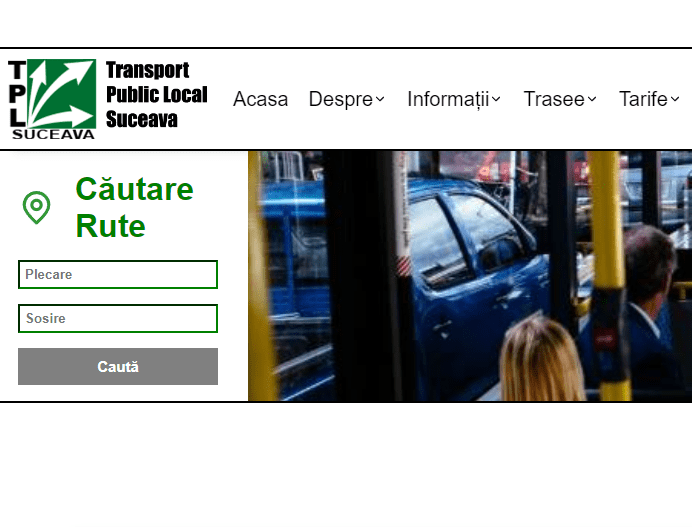 TPL
SUCEAVA
Transport
Public Local
Suceava
Acasa Despre Informații Trasee Tarife
Căutare
Rute
Plecare
Sosire
Caută